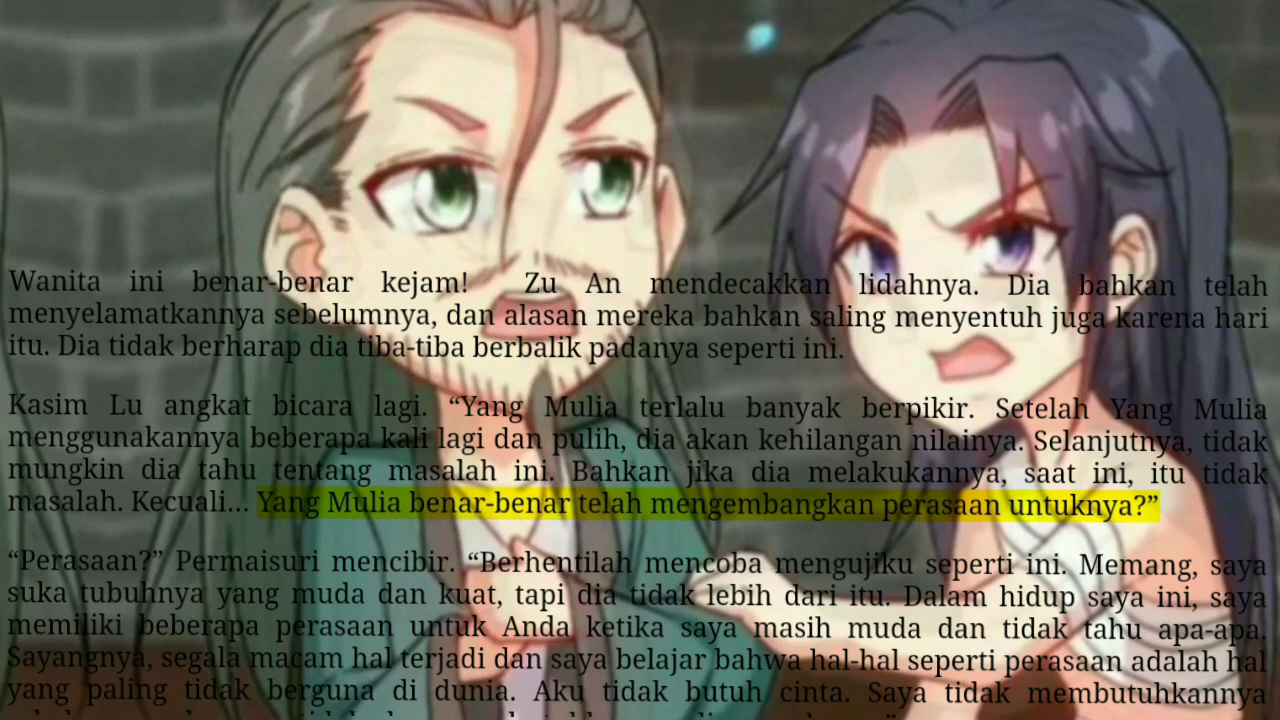 Wanita ini benar-benar kejam! Zu An mendecakkan lidahnya. Dia bahkan telah
menyelamatkannya sebelumnya, dan alasan mereka bahkan saling menyentuh juga karena hari
itu. Dia tidak berharap dia tiba-tiba berbalik padanya seperti ini.
Kasim Lu angkat bicara lagi. “Yang Mulia terlalu banyak berpikir. Setelah Yang Mulia
menggunakannya beberapa kali lagi dan pulih, dia akan kehilangan nilainya. Selanjutnya, tidak
mungkin dia tahu tentang masalah ini. Bahkan jika dia melakukannya, saat ini, itu tidak
masalah. Kecuali... Yang Mulia benar-benar telah mengembangkan perasaan untuknya?”
“Perasaan?” Permaisuri mencibir. “Berhentilah mencoba mengujiku seperti ini. Memang, saya
suka tubuhnya yang muda dan kuat, tapi dia tidak lebih dari itu. Dalam hidup saya ini, saya
memiliki beberapa perasaan untuk Anda ketika saya masih muda dan tidak tahu apa-apa.
Sayangnya, segala macam hal terjadi dan saya belajar bahwa hal-hal seperti perasaan adalah hal
yang paling tidak berguna di dunia. Aku tidak butuh cinta. Saya tidak membutuhkannya